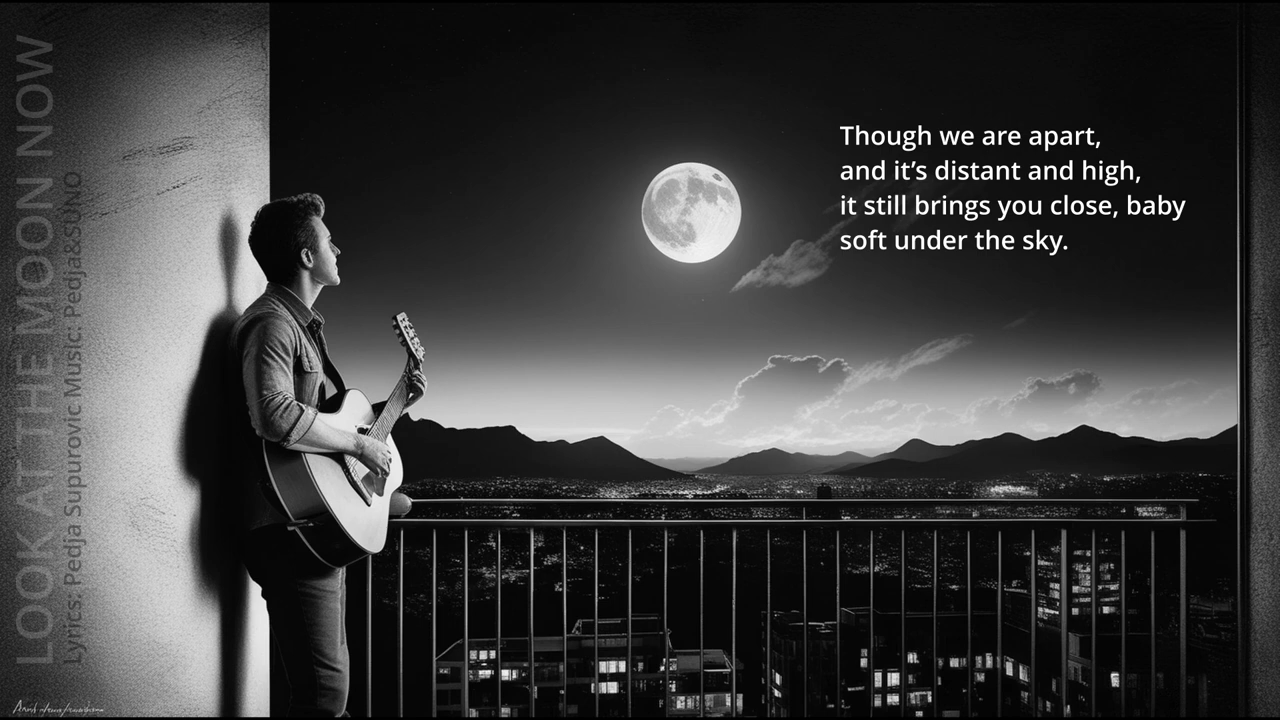 LOOK AT THE MOON NOW
Lyrics: Pedja Supurovic Music: Pedja&SUNO
Though we are apart,
and it's distant and high,
it still brings you close, baby
soft under the sky.